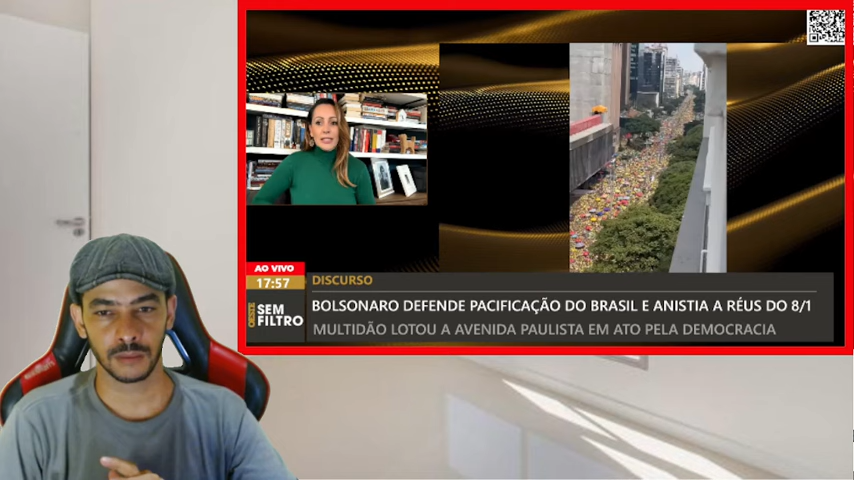 AO VIVO
17:57
OESTE
SEM
FILTRO
DISCURSO
BOLSONARO DEFENDE PACIFICAÇÃO DO BRASIL E ANISTIA A RÉUS DO 8/1
MULTIDÃO LOTOU A AVENIDA PAULISTA EM ATO PELA DEMOCRACIA